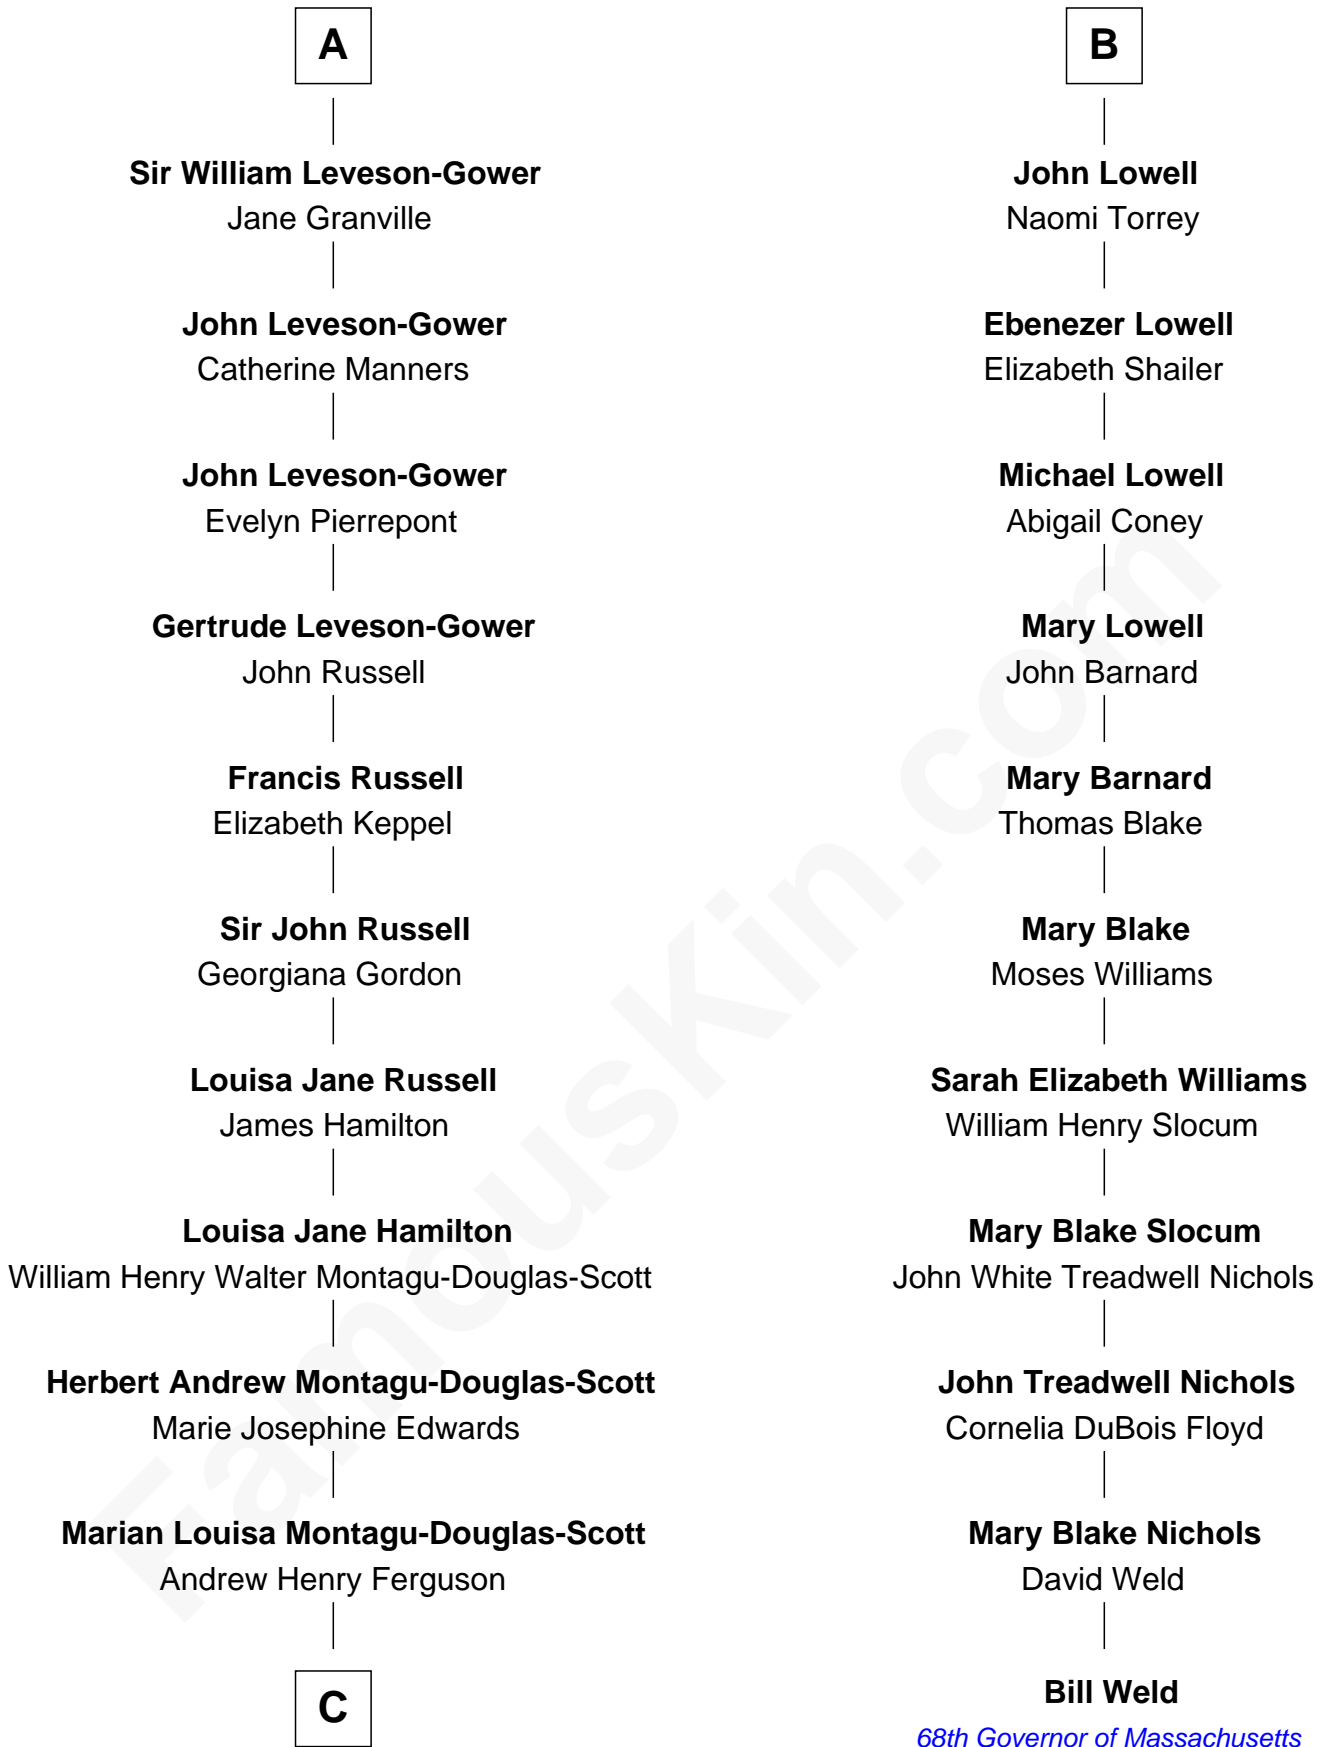 A
Sir William Leveson-Gower
Jane Granville
John Leveson-Gower
Catherine Manners
John Leveson-Gower
Evelyn Pierrepont
Gertrude Leveson-Gower
John Russell
Francis Russell
Elizabeth Keppel
Sir John Russell
Georgiana Gordon
Louisa Jane Russell
James Hamilton
Louisa Jane Hamilton
William Henry Walter Montagu-Douglas-Scott
Herbert Andrew Montagu-Douglas-Scott
Marie Josephine Edwards
Marian Louisa Montagu-Douglas-Scott
Andrew Henry Ferguson
C
B
John Lowell
Naomi Torrey
Ebenezer Lowell
Elizabeth Shailer
Michael Lowell
Abigail Coney
Mary Lowell
John Barnard
Mary Barnard
Thomas Blake
Mary Blake
Moses Williams
Sarah Elizabeth Williams
William Henry Slocum
Mary Blake Slocum
John White Treadwell Nichols
John Treadwell Nichols
Cornelia DuBois Floyd
Mary Blake Nichols
David Weld
Bill Weld
68th Governor of Massachusetts
FamousKin.com